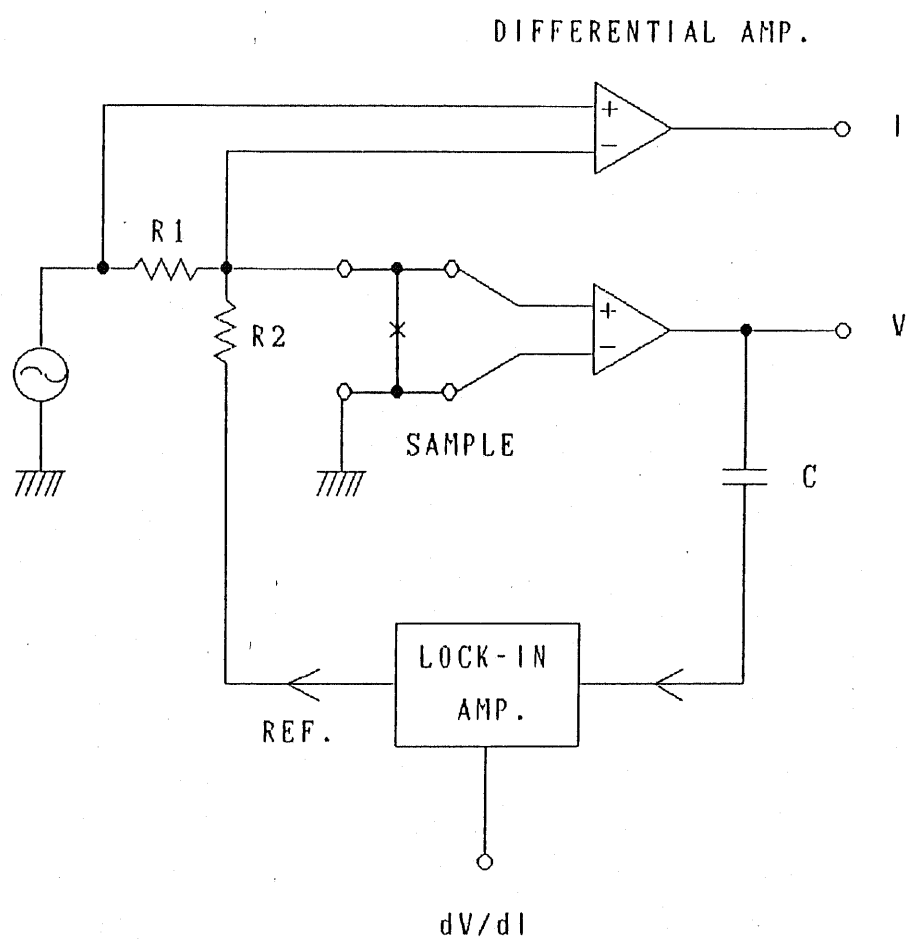 DIFFERENTIAL AMP.
+
−
I
R1
R2
+
−
V
SAMPLE
C
LOCK-IN
AMP.
REF.
dV/dI